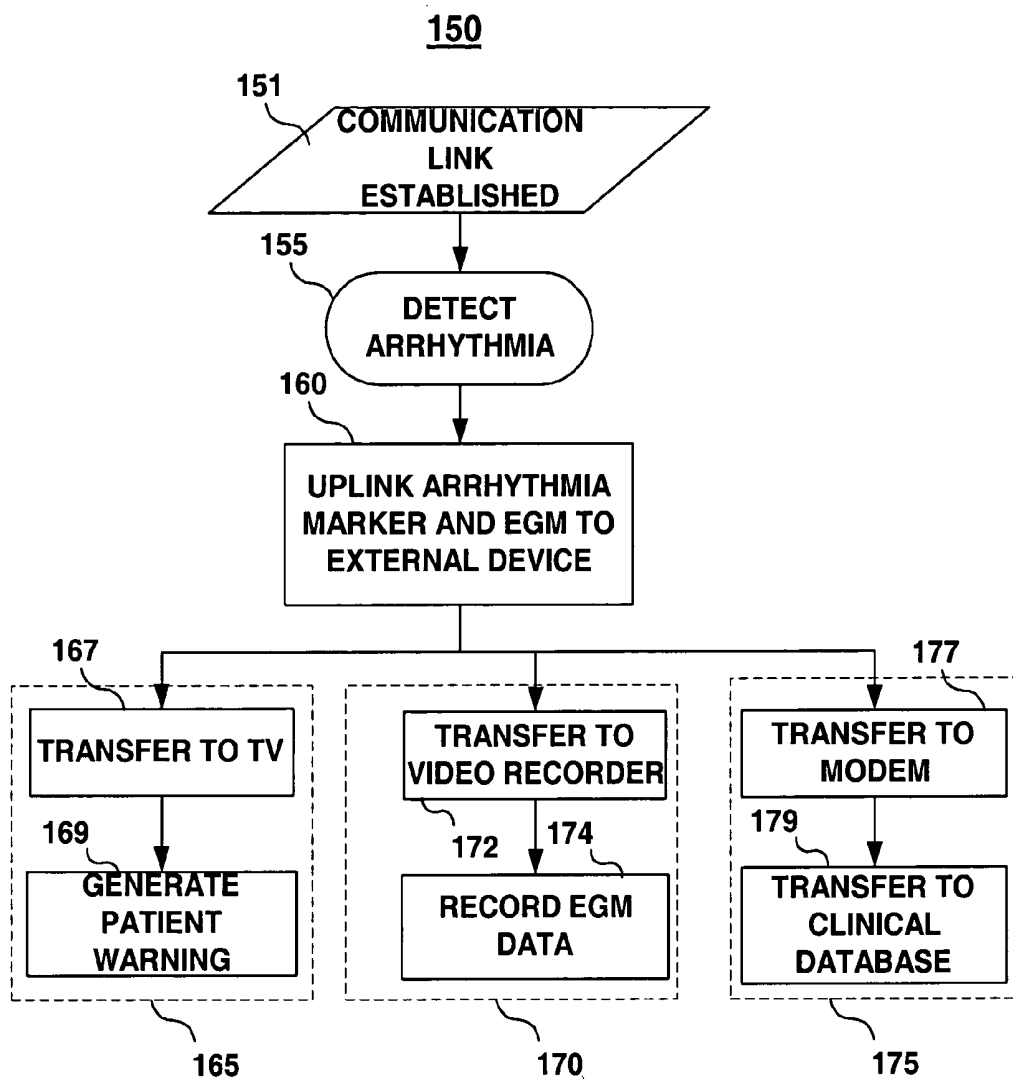 150
151
COMMUNICATION
LINK
ESTABLISHED
155
DETECT
ARRHYTHMIA
160
UPLINK ARRHYTHMIA
MARKER AND EGM TO
EXTERNAL DEVICE
167
TRANSFER TO TV
169
GENERATE
PATIENT
WARNING
165
TRANSFER TO
VIDEO RECORDER
172
174
RECORD EGM
DATA
170
177
TRANSFER TO
MODEM
179
TRANSFER TO
CLINICAL
DATABASE
175